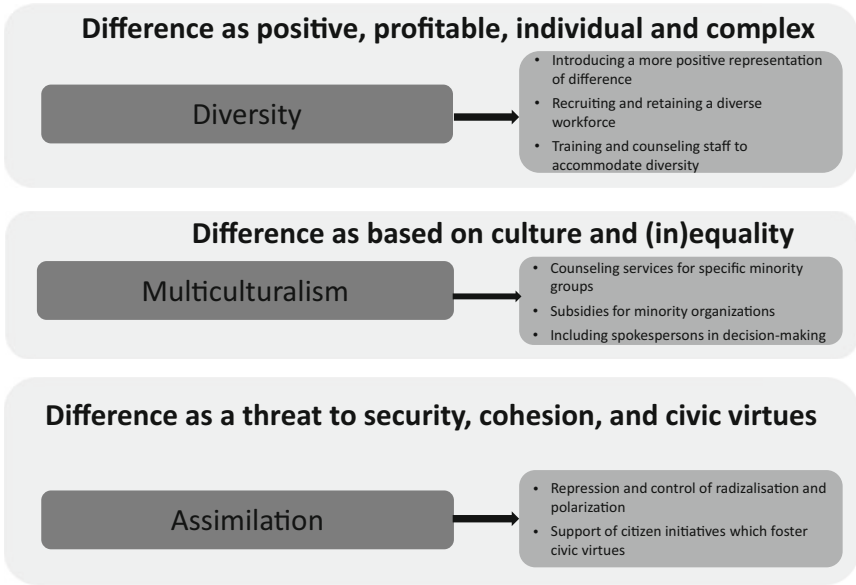 Difference as positive, profitable, individual and complex
Diversity
• Introducing a more positive representation
of difference
• Recruiting and retaining a diverse
workforce
• Training and counseling staff to
accommodate diversity
Difference as based on culture and (in)equality
Multiculturalism
• Counseling services for specific minority
groups
• Subsidies for minority organizations
• Including spokespersons in decision-making
Difference as a threat to security, cohesion, and civic virtues
Assimilation
• Repression and control of radizalisation and
polarization
• Support of citizen initiatives which foster
civic virtues